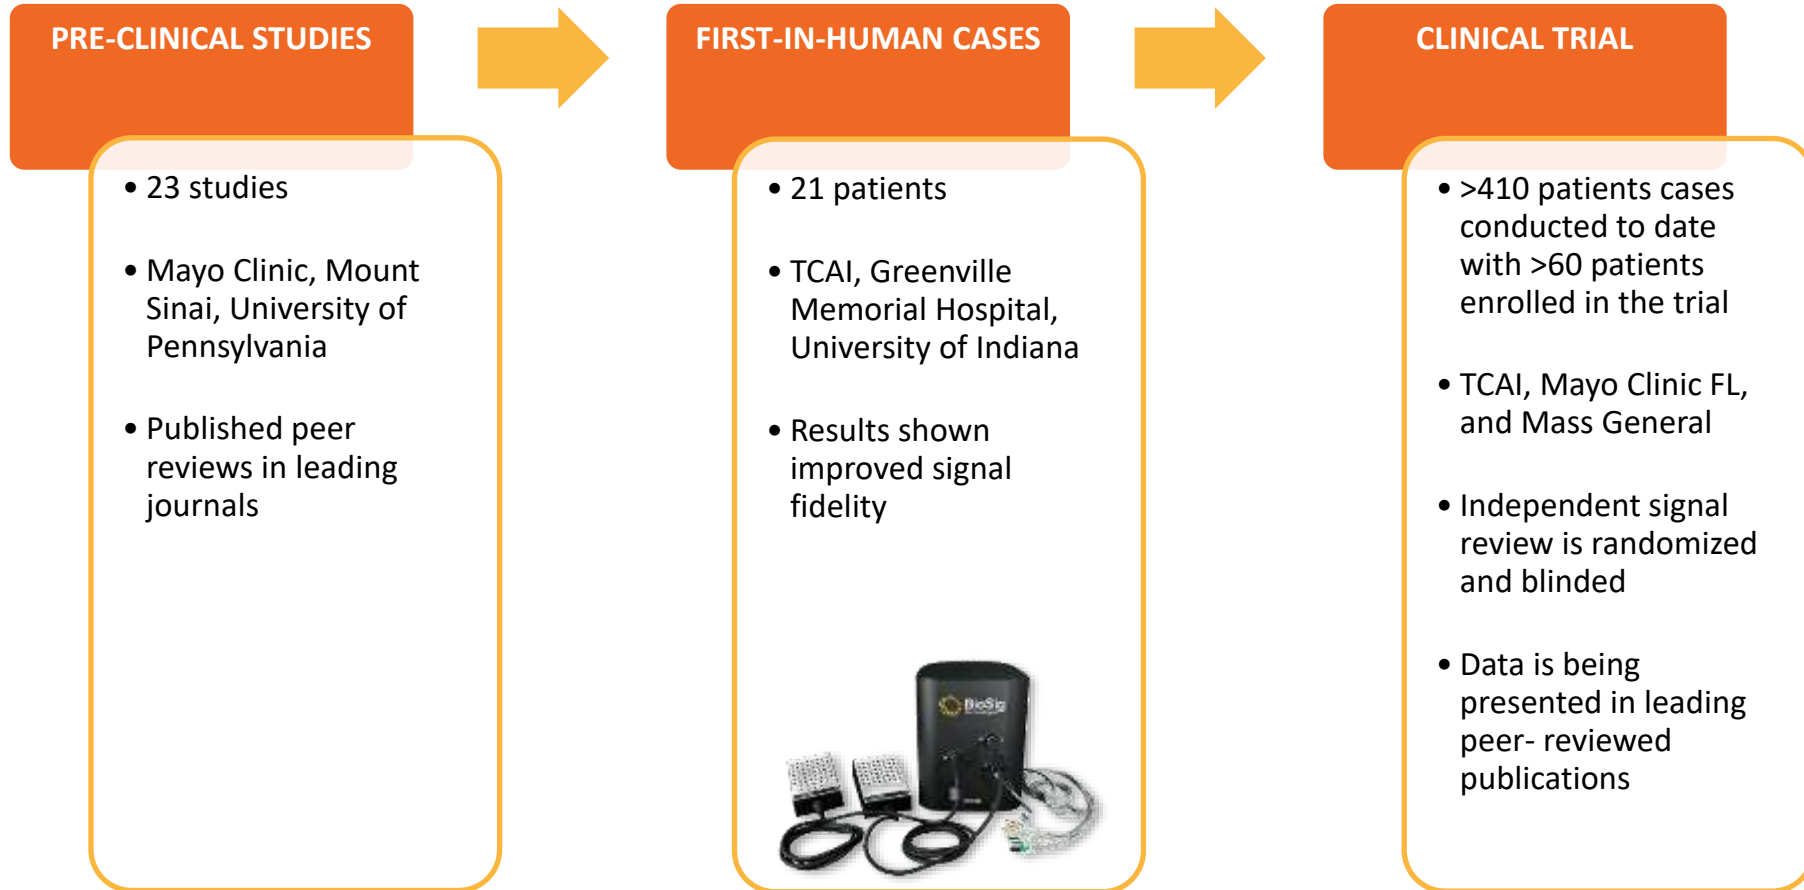 PRE-CLINICAL STUDIES
• 23 studies
• Mayo Clinic, Mount
Sinai, University of
Pennsylvania
• Published peer
reviews in leading
journals
FIRST-IN-HUMAN CASES
• 21 patients
• TCAI, Greenville
Memorial Hospital,
University of Indiana
• Results shown
improved signal
fidelity
BioSig
CLINICAL TRIAL
• >410 patients cases
conducted to date
with >60 patients
enrolled in the trial
• TCAI, Mayo Clinic FL,
and Mass General
• Independent signal
review is randomized
and blinded
• Data is being
presented in leading
peer- reviewed
publications